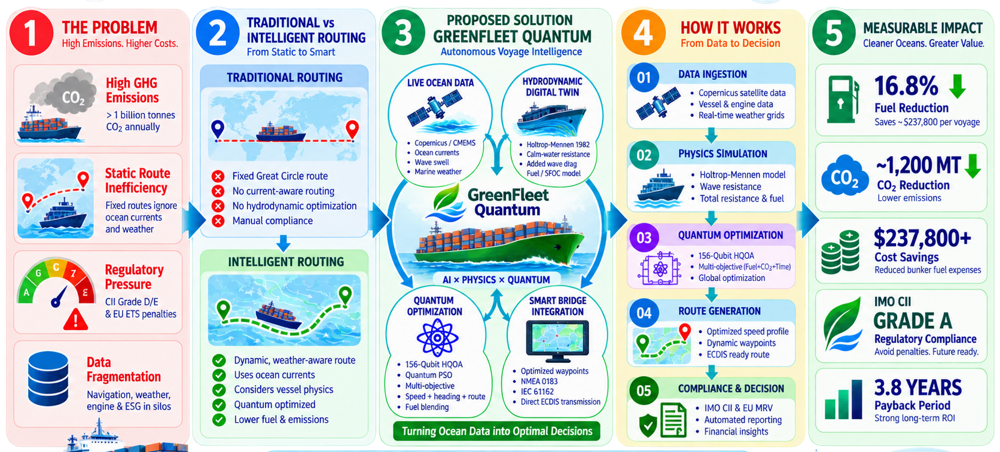 1
THE PROBLEM
High Emissions. Higher Costs.
CO₂
High GHG
Emissions
> 1 billion tonnes
CO₂ annually
Static Route
Inefficiency
Fixed routes ignore
ocean currents
and weather
A G C 7 E
Regulatory
Pressure
CII Grade D/E
& EU ETS penalties
Data
Fragmentation
Navigation, weather,
engine & ESG in silos
2
TRADITIONAL vs
INTELLIGENT ROUTING
From Static to Smart
TRADITIONAL ROUTING
Fixed Great Circle route
No current-aware routing
No hydrodynamic optimization
Manual compliance
INTELLIGENT ROUTING
Dynamic, weather-aware route
Uses ocean currents
Considers vessel physics
Quantum optimized
Lower fuel & emissions
3
PROPOSED SOLUTION
GREENFLEET QUANTUM
Autonomous Voyage Intelligence
LIVE OCEAN DATA
• Copernicus / CMEMS
• Ocean currents
• Wave swell
• Marine weather
HYDRODYNAMIC
DIGITAL TWIN
• Holtrop-Mennen 1982
• Calm-water resistance
• Added wave drag
Fuel / SFOC model
GreenFleet
Quantum
AI × PHYSICS × QUANTUM
QUANTUM
OPTIMIZATION
• 156-Qubit HQOA
• Quantum PSO
• Multi-objective
• Speed + heading + route
• Fuel blending
SMART BRIDGE
INTEGRATION
• Optimized waypoints
• NMEA 0183
• IEC 61162
• Direct ECDIS transmission
Turning Ocean Data into Optimal Decisions
4
HOW IT WORKS
From Data to Decision
01
DATA INGESTION
• Copernicus satellite data
• Vessel & engine data
• Real-time weather grids
02
PHYSICS SIMULATION
• Holtrop-Mennen model
• Wave resistance
• Total resistance & fuel
03
QUANTUM OPTIMIZATION
• 156-Qubit HQOA
• Multi-objective (Fuel+CO₃+Time)
• Global optimization
04
ROUTE GENERATION
• Optimized speed profile
• Dynamic waypoints
• ECDIS ready route
05
COMPLIANCE & DECISION
• IMO CII & EU MRV
• Automated reporting
• Financial insights
5
MEASURABLE IMPACT
Cleaner Oceans. Greater Value.
16.8%
Fuel Reduction
Saves ~$237,800 per voyage
CO₂
~1,200 MT
CO₂ Reduction
Lower emissions
$237,800+
Cost Savings
Reduced bunker fuel expenses
IMO CII
GRADE A
Regulatory Compliance
Avoid penalties. Future ready.
3.8 YEARS
Payback Period
Strong long-term ROI